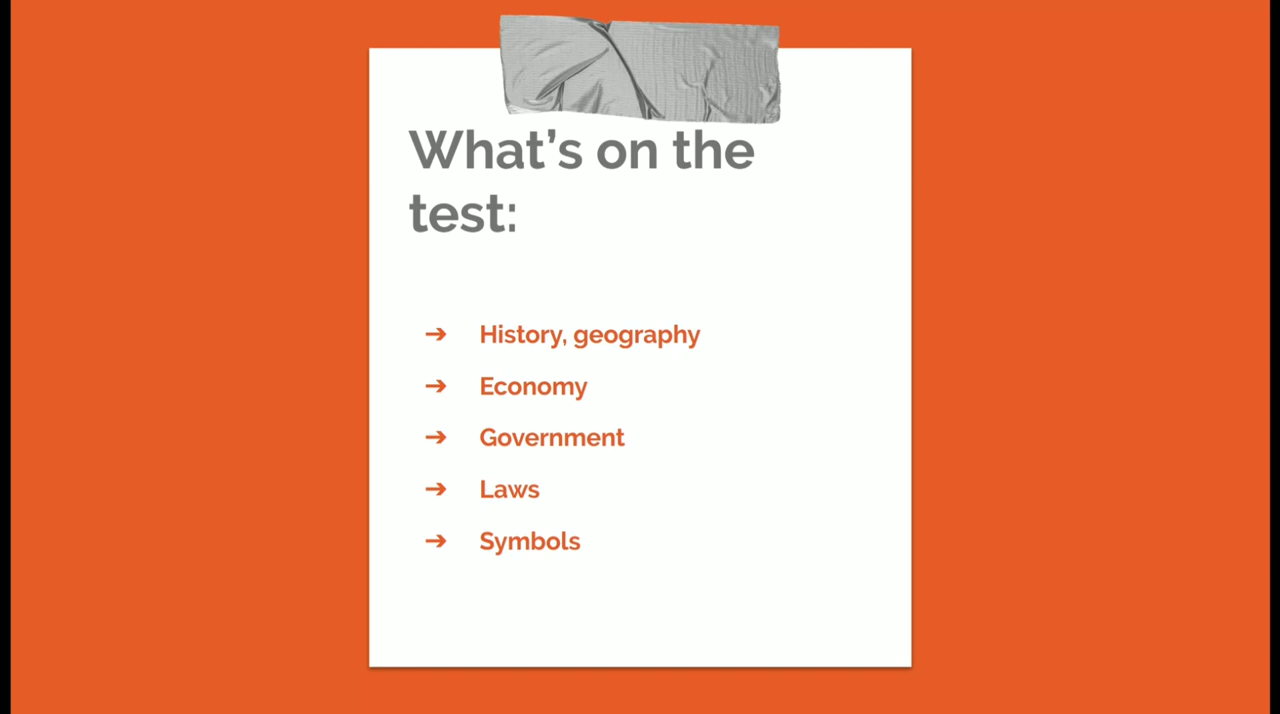 What’s on the
test:
➔ History, geography
➔ Economy
➔ Government
➔ Laws
➔ Symbols